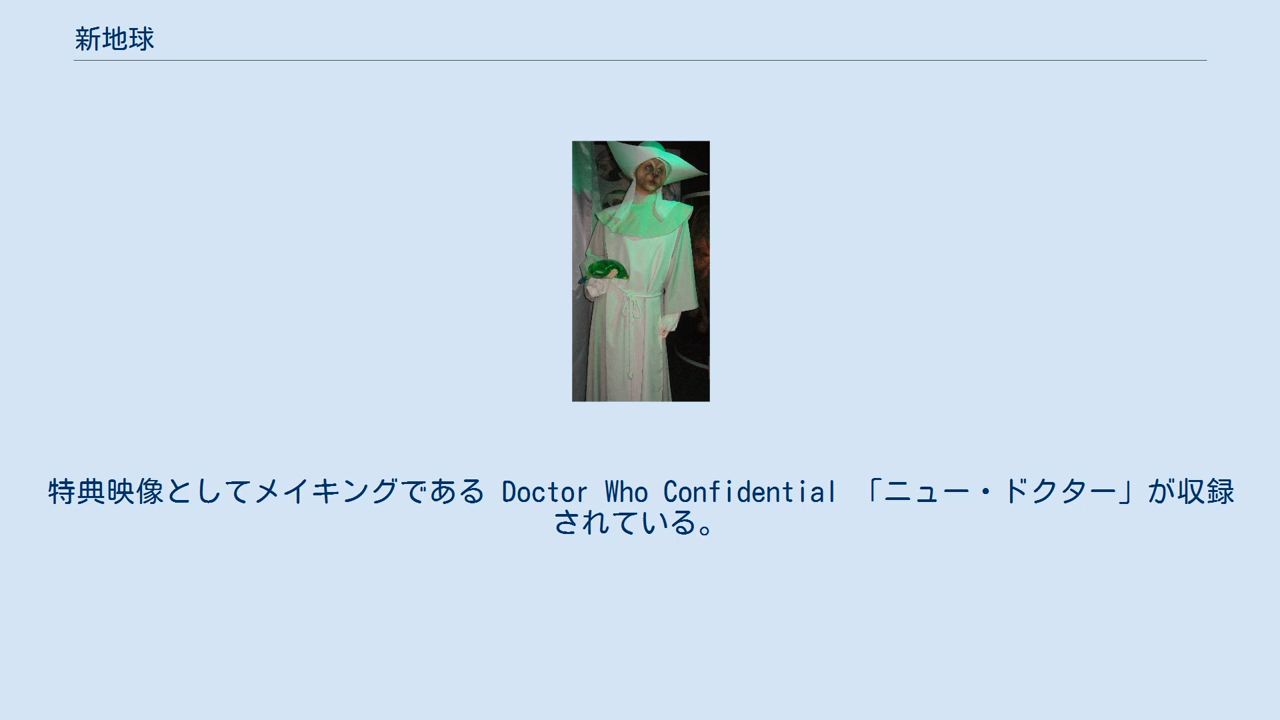 新地球
特典映像としてメイキングである Doctor Who Confidential 「ニュー・ドクター」が収録
されている。